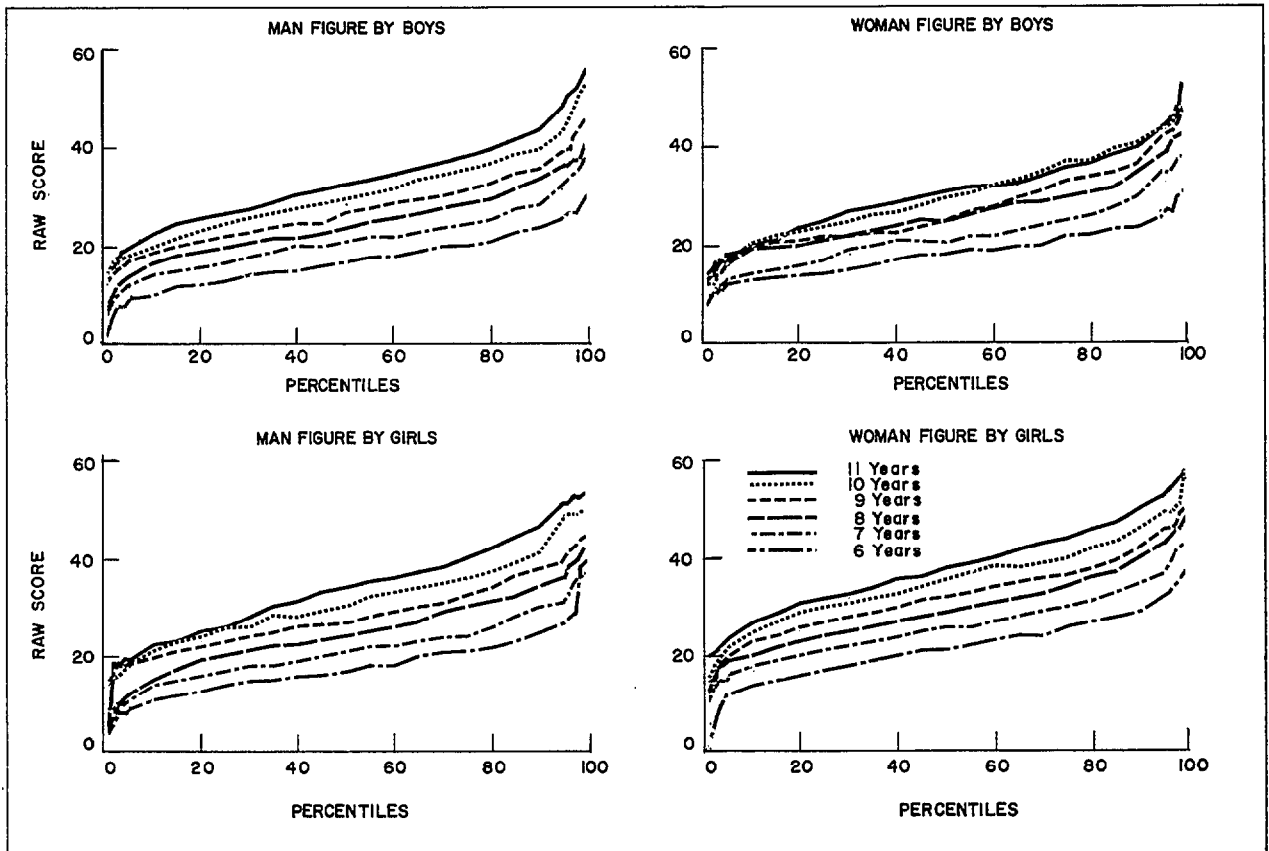 MAN FIGURE BY BOYS
60
40
20
0
RAW SCORE
0 20 40 60 80 100
PERCENTILES
WOMAN FIGURE BY BOYS
60
40
20
0
0 20 40 60 80 100
PERCENTILES
MAN FIGURE BY GIRLS
60
40
20
0
RAW SCORE
0 20 40 60 80 100
PERCENTILES
WOMAN FIGURE BY GIRLS
60
40
20
0
11 Years
10 Years
9 Years
8 Years
7 Years
6 Years
0 20 40 60 80 100
PERCENTILES